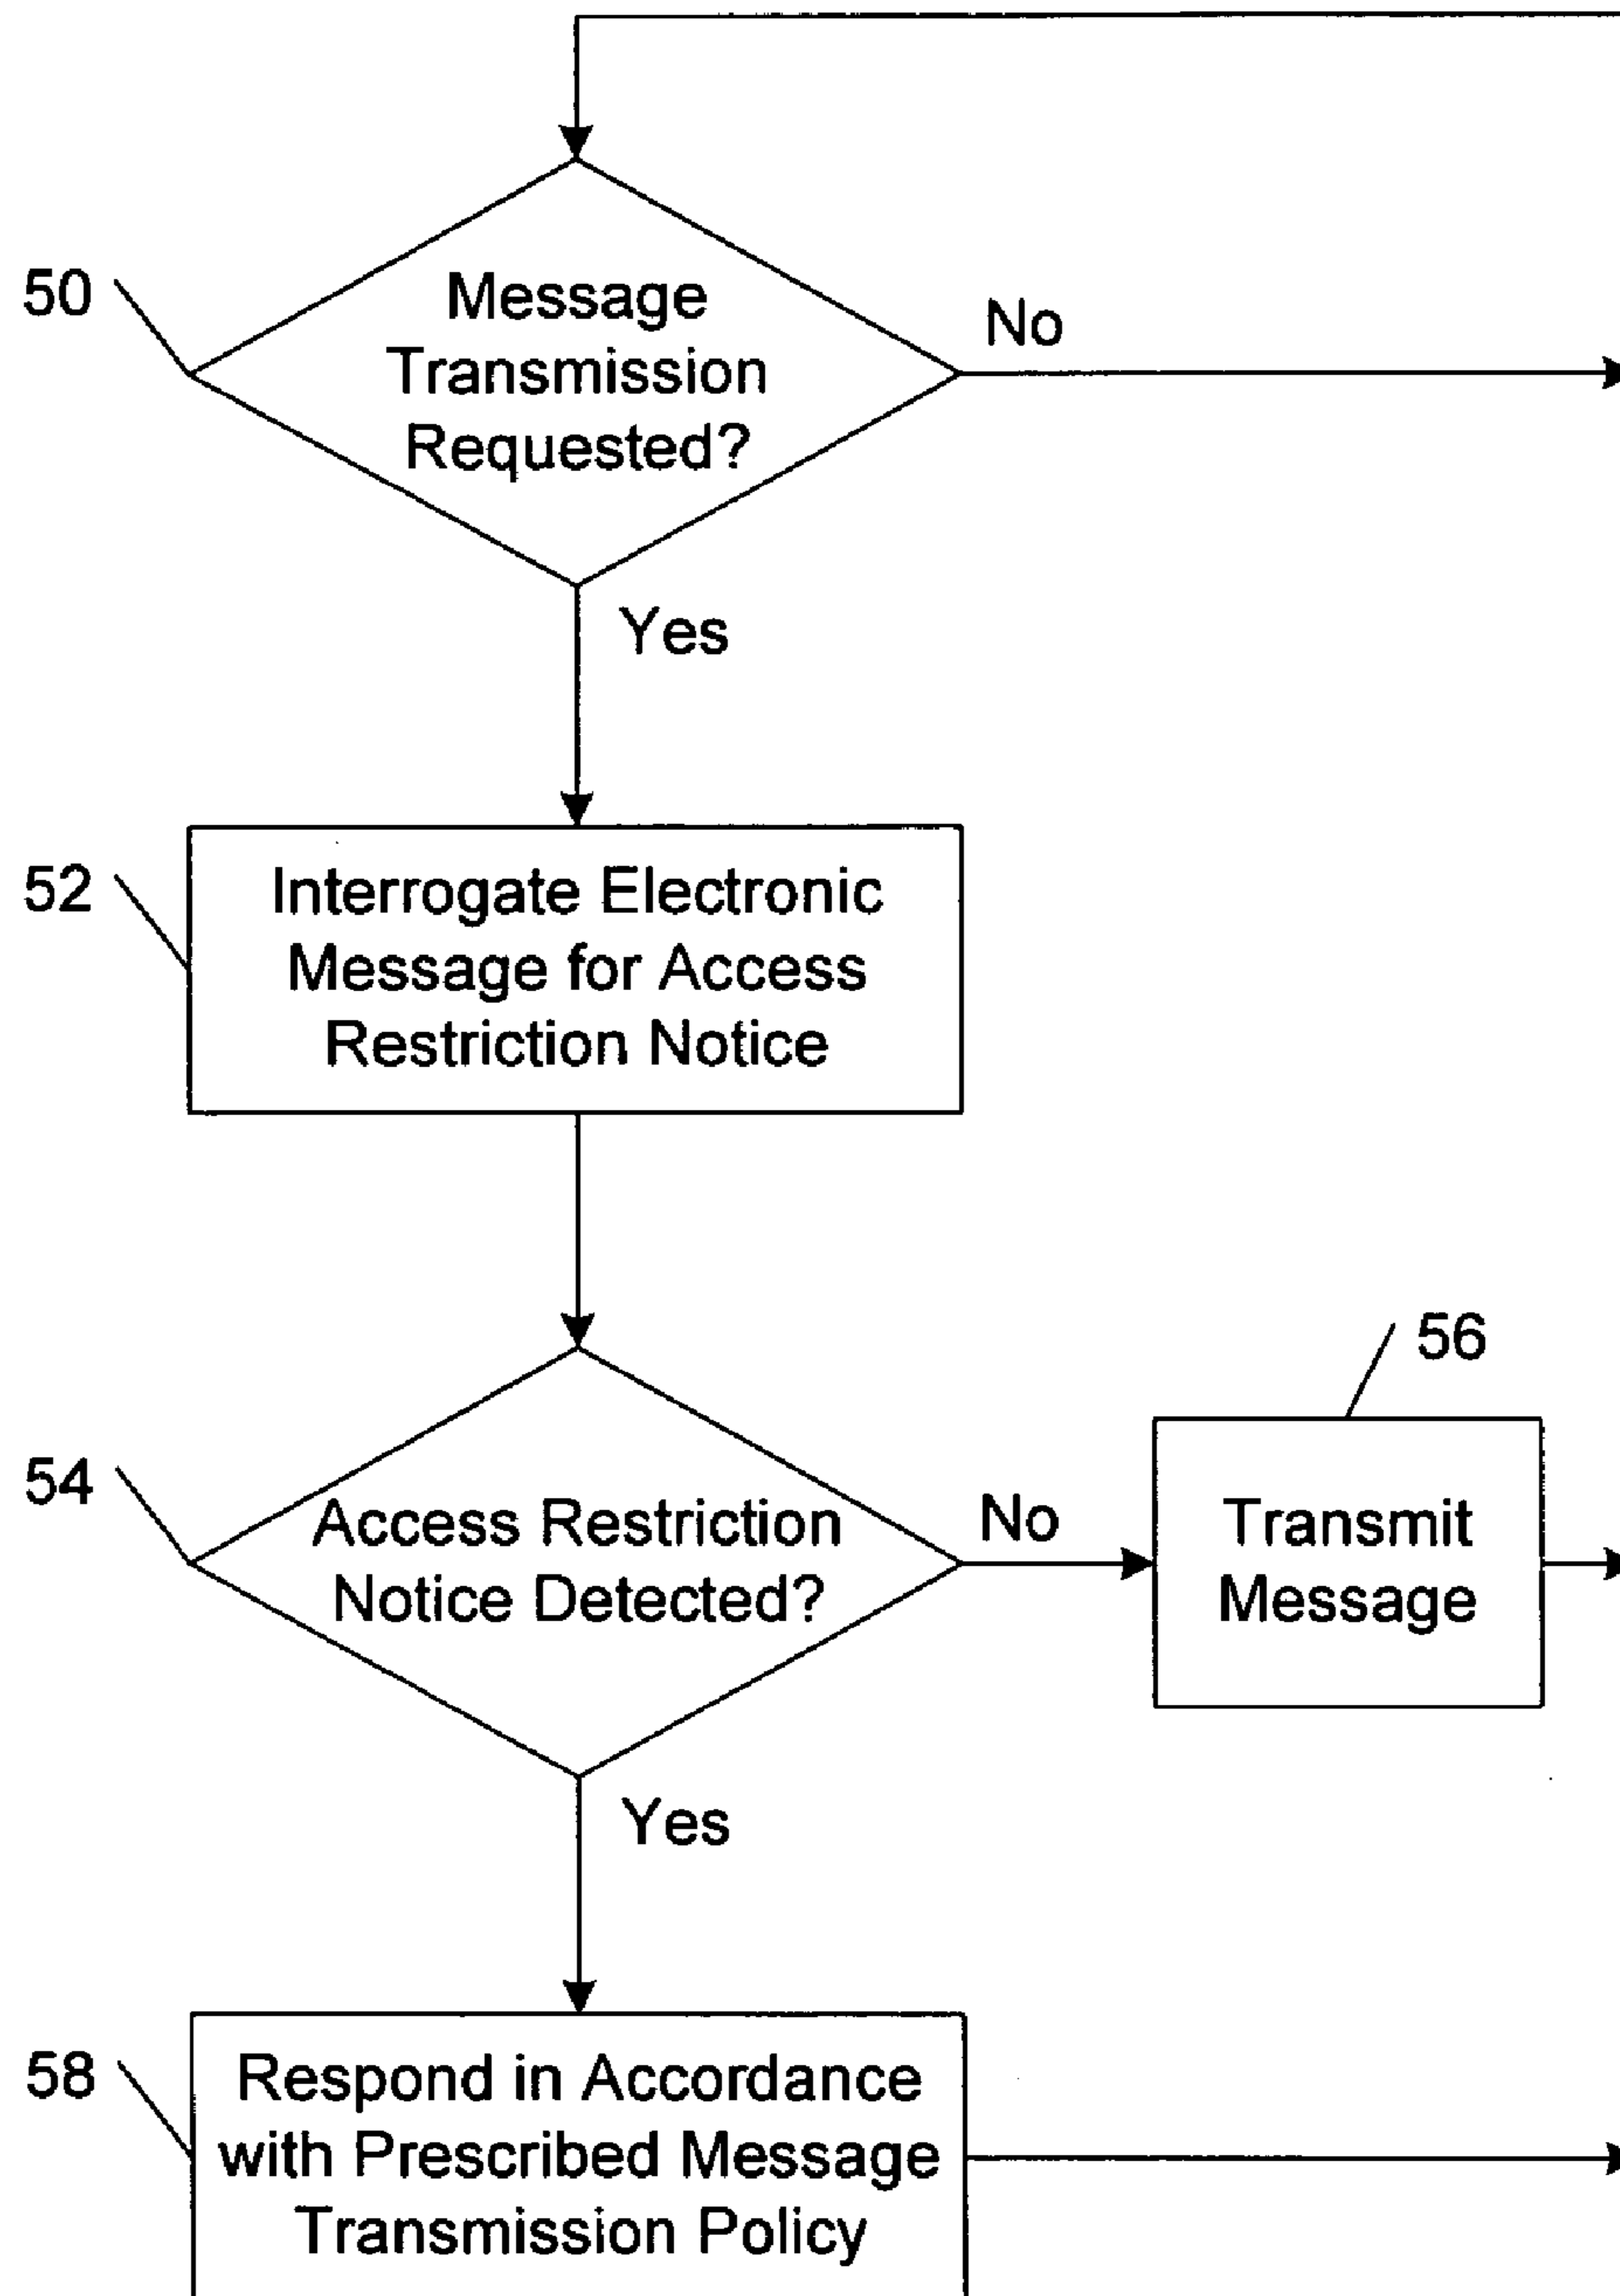 50
Message
Transmission
Requested?
No
Yes
52
Interrogate Electronic
Message for Access
Restriction Notice
54
Access Restriction
Notice Detected?
No
56
Transmit
Message
Yes
58
Respond in Accordance
with Prescribed Message
Transmission Policy